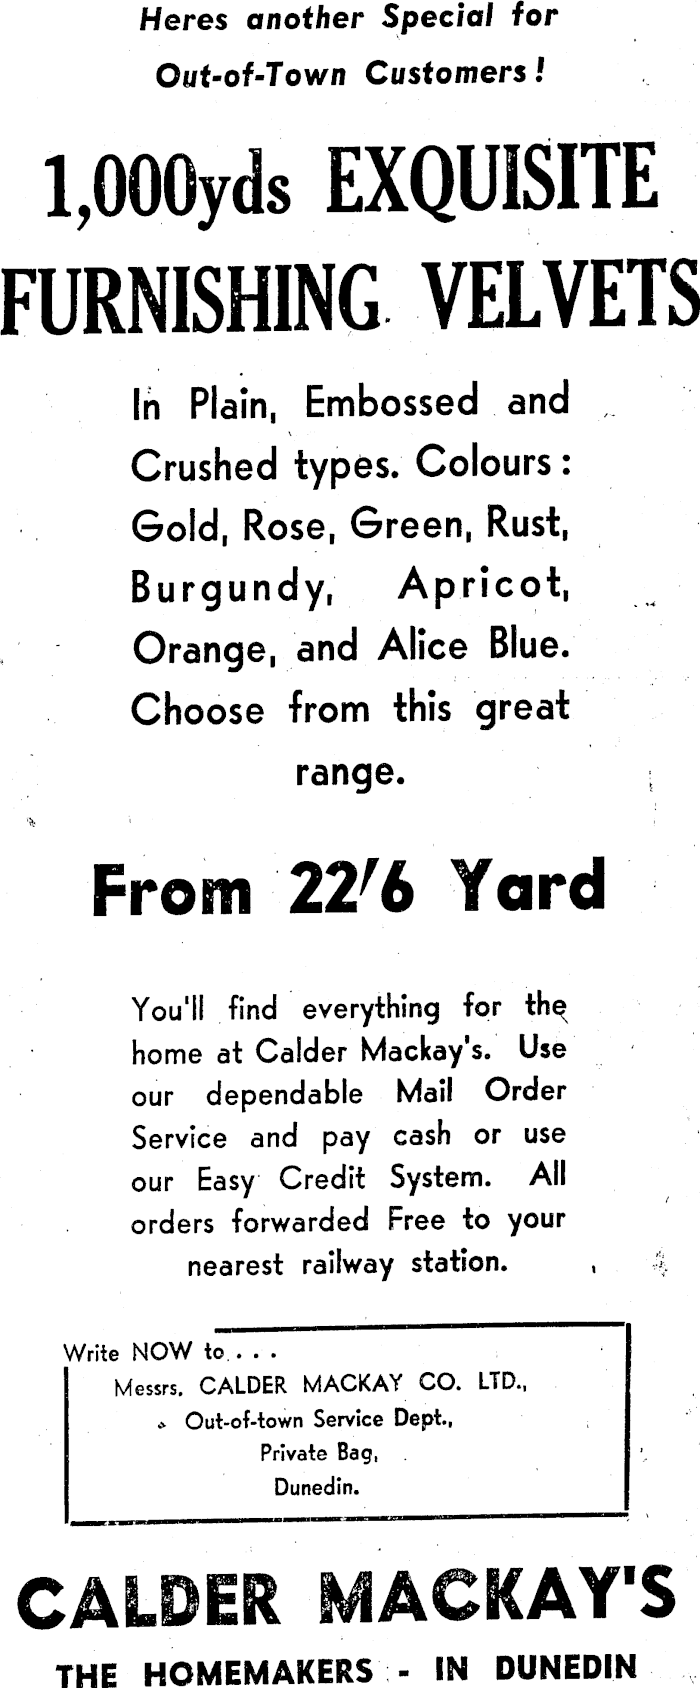 Heres another Special for
Out-of-Town Customers!
1,000yds EXQUISITE
FURNISHING VELVETS
In Plain, Embossed and
Crushed types. Colours:
Gold, Rose, Green, Rust,
Burgundy, Apricot,
Orange, and Alice Blue.
Choose from this great
range.
From 22/6 Yard
You'll find everything for the
home at Calder Mackay's. Use
our dependable Mail Order
Service and pay cash or use
our Easy Credit System. All
orders forwarded Free to your
nearest railway station.
Write NOW to....
Messrs. CALDER MACKAY CO. LTD.,
Out-of-town Service Dept.,
Private Bag,
Dunedin.
CALDER MACKAY'S
THE HOMEMAKERS - IN DUNEDIN